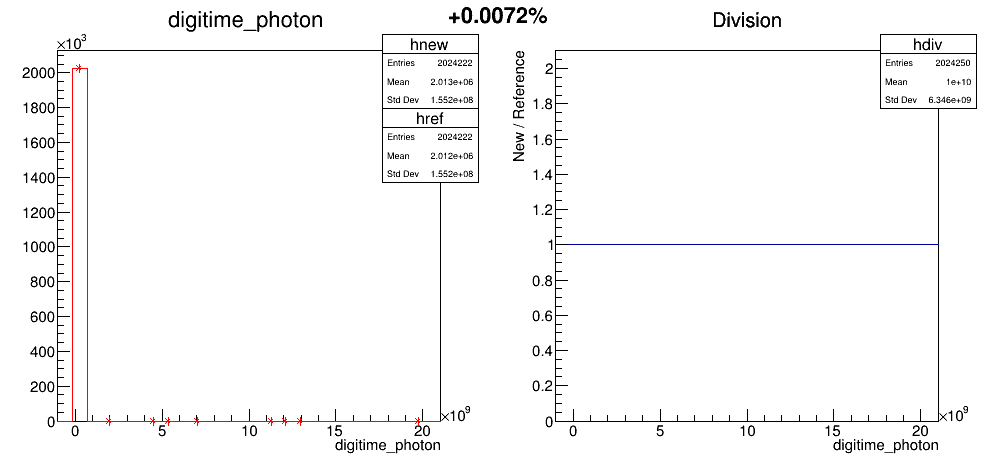 +0.0072%
digitime_photon
×10³
2000
1800
1600
1400
1200
1000
800
600
400
200
0
0 5 10 15 20
×10⁹
digitime_photon
hnew
Entries 2024222
Mean 2.013e+06
Std Dev 1.552e+08
href
Entries 2024222
Mean 2.012e+06
Std Dev 1.552e+08
Division
New / Reference
2
1.8
1.6
1.4
1.2
1
0.8
0.6
0.4
0.2
0
0 5 10 15 20
×10⁹
digitime_photon
hdiv
Entries 2024250
Mean 1e+10
Std Dev 6.346e+09